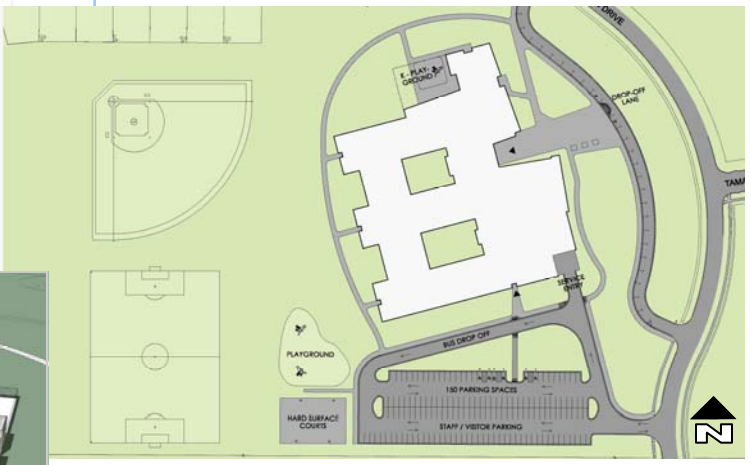 DRIVE
K - PLAY-
GROUND
DROP-OFF
LANE
TAMA
SERVICE
ENTRY
BUS DROP OFF
PLAYGROUND
150 PARKING SPACES
HARD SURFACE
COURTS
STAFF / VISITOR PARKING
N